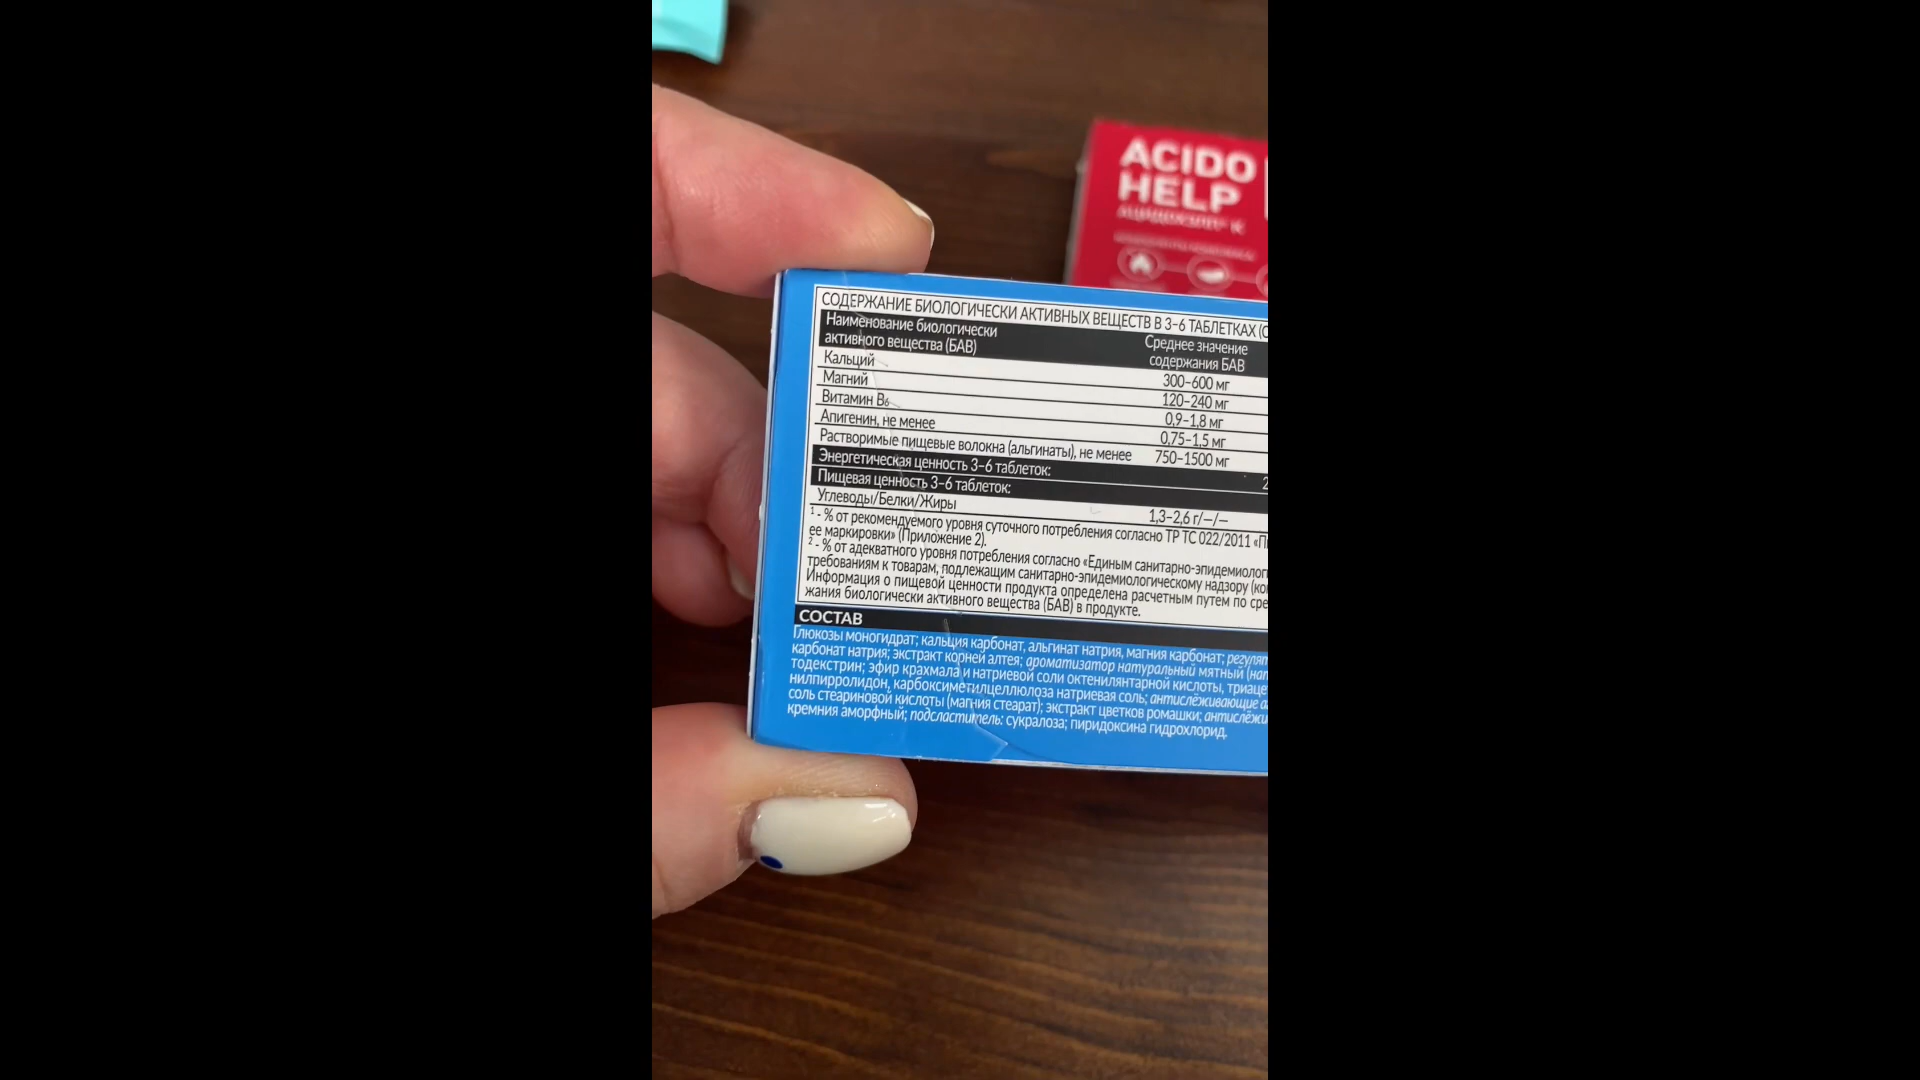 ACIDO
HELP
АЦИДОХЭЛП К
СОДЕРЖАНИЕ БИОЛОГИЧЕСКИ АКТИВНЫХ ВЕЩЕСТВ В 3–6 ТАБЛЕТКАХ (С
Наименование биологически
активного вещества (БАВ)
Среднее значение
содержания БАВ
Кальций 300–600 мг
Магний 120–240 мг
Витамин B₆ 0,9–1,8 мг
Апигенин, не менее 0,75–1,5 мг
Растворимые пищевые волокна (альгинаты), не менее 750–1500 мг
Энергетическая ценность 3–6 таблеток: 2
Пищевая ценность 3–6 таблеток:
Углеводы/Белки/Жиры 1,3–2,6 г/–/–
¹ - % от рекомендуемого уровня суточного потребления согласно ТР ТС 022/2011 «П
ее маркировки» (Приложение 2).
² - % от адекватного уровня потребления согласно «Единым санитарно-эпидемиолог
требованиям к товарам, подлежащим санитарно-эпидемиологическому надзору (ко
Информация о пищевой ценности продукта определена расчетным путем по сре
жания биологически активного вещества (БАВ) в продукте.
СОСТАВ
Глюкозы моногидрат; кальция карбонат, альгинат натрия, магния карбонат; регуля
карбонат натрия; экстракт корней алтея; ароматизатор натуральный мятный (нат
тодекстрин; эфир крахмала и натриевой соли октенилянтарной кислоты, триаце
нилпирролидон, карбоксиметилцеллюлоза натриевая соль; антислёживающие а
соль стеариновой кислоты (магния стеарат); экстракт цветков ромашки; антислёжи
кремния аморфный; подсластитель: сукралоза; пиридоксина гидрохлорид.